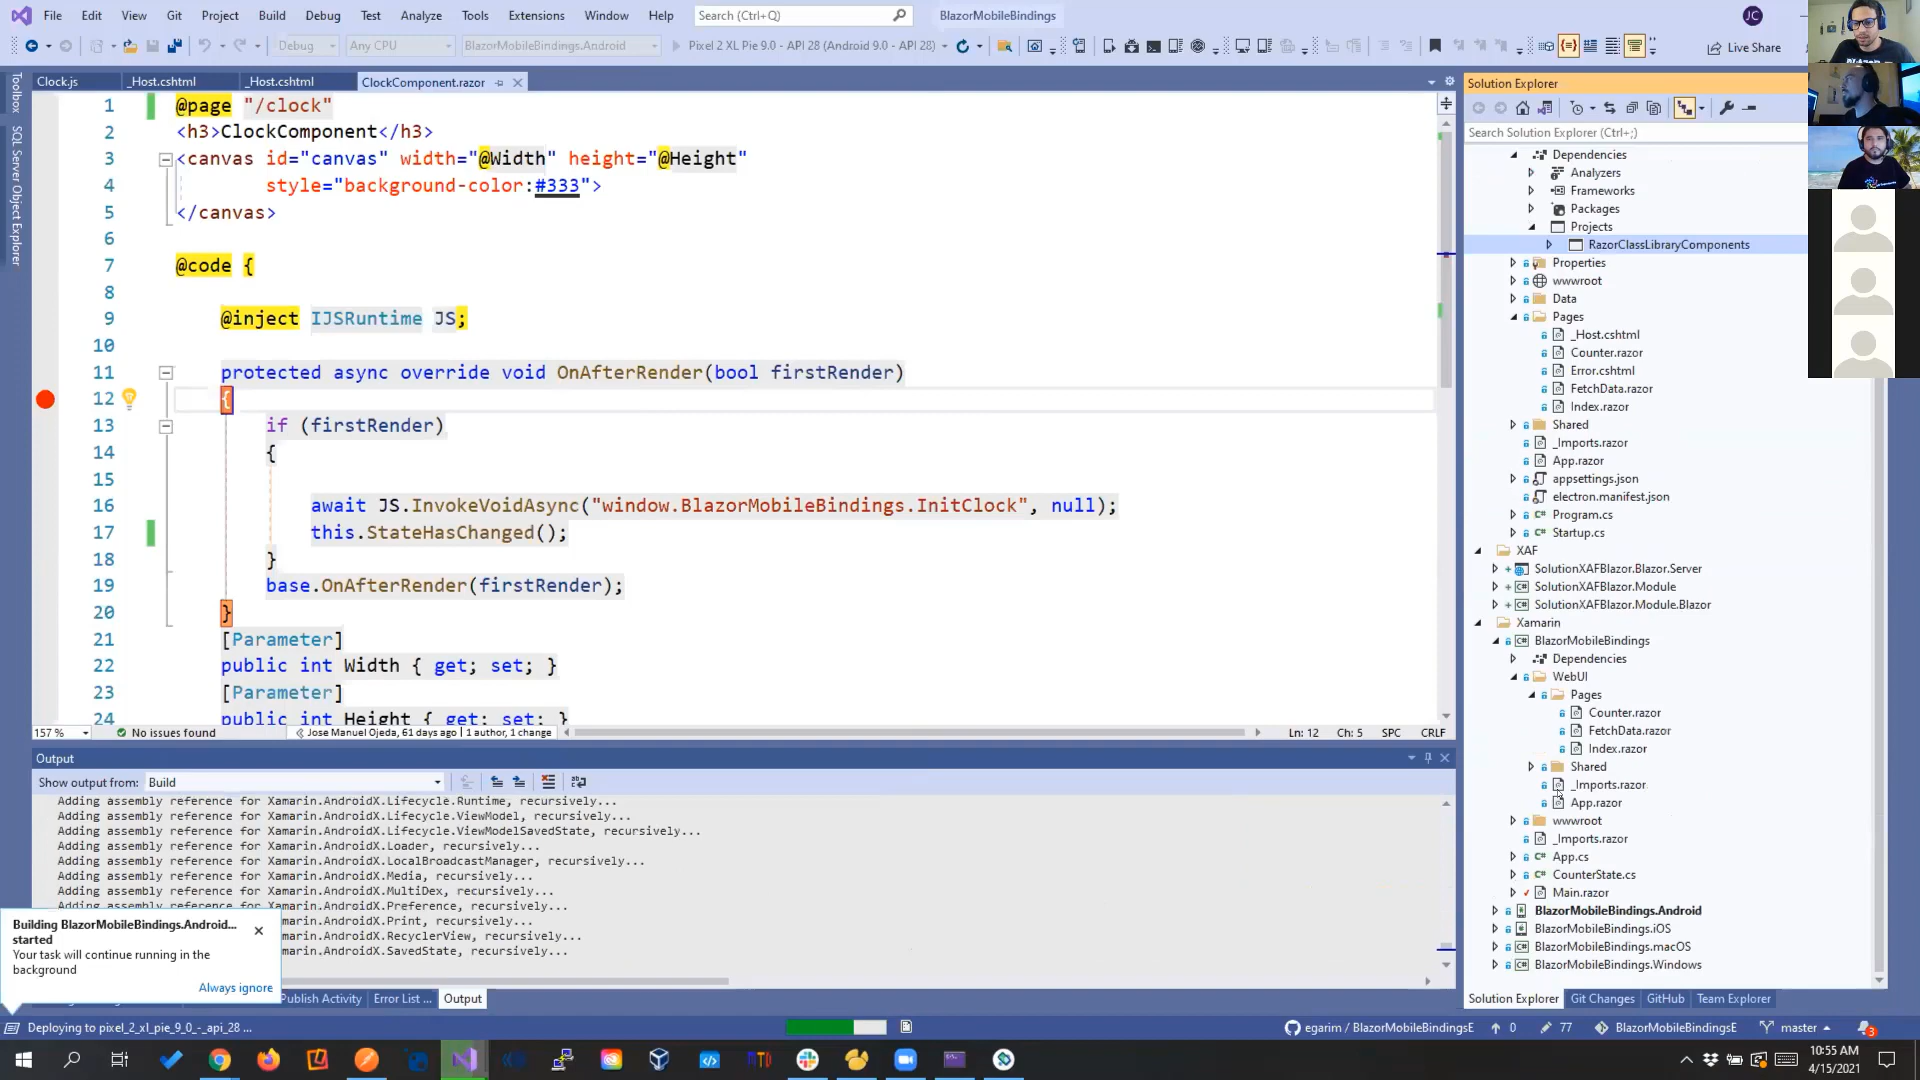 File Edit View Git Project Build Debug Test Analyze Tools Extensions Window Help Search (Ctrl+Q) BlazorMobileBindings JC
Debug Any CPU BlazorMobileBindings.Android Pixel 2 XL Pie 9.0 - API 28 (Android 9.0 - API 28) Live Share
Toolbox
SQL Server Object Explorer
Clock.js _Host.cshtml _Host.cshtml ClockComponent.razor
1 @page "/clock"
2 <h3>ClockComponent</h3>
3 <canvas id="canvas" width="@Width" height="@Height"
4 style="background-color:#333">
5 </canvas>
6
7 @code {
8
9 @inject IJSRuntime JS;
10
11 protected async override void OnAfterRender(bool firstRender)
12 {
13 if (firstRender)
14 {
15
16 await JS.InvokeVoidAsync("window.BlazorMobileBindings.InitClock", null);
17 this.StateHasChanged();
18 }
19 base.OnAfterRender(firstRender);
20 }
21 [Parameter]
22 public int Width { get; set; }
23 [Parameter]
24 public int Height { get; set; }
157 % No issues found Jose Manuel Ojeda, 61 days ago | 1 author, 1 change Ln: 12 Ch: 5 SPC CRLF
Output
Show output from: Build
Adding assembly reference for Xamarin.AndroidX.Lifecycle.Runtime, recursively...
Adding assembly reference for Xamarin.AndroidX.Lifecycle.ViewModel, recursively...
Adding assembly reference for Xamarin.AndroidX.Lifecycle.ViewModelSavedState, recursively...
Adding assembly reference for Xamarin.AndroidX.Loader, recursively...
Adding assembly reference for Xamarin.AndroidX.LocalBroadcastManager, recursively...
Adding assembly reference for Xamarin.AndroidX.Media, recursively...
Adding assembly reference for Xamarin.AndroidX.MultiDex, recursively...
Adding assembly reference for Xamarin.AndroidX.Preference, recursively...
amarin.AndroidX.Print, recursively...
amarin.AndroidX.RecyclerView, recursively...
amarin.AndroidX.SavedState, recursively...
Building BlazorMobileBindings.Android...
started
Your task will continue running in the
background
Always ignore
Publish Activity Error List ... Output
Solution Explorer
Search Solution Explorer (Ctrl+;)
Dependencies
Analyzers
Frameworks
Packages
Projects
RazorClassLibraryComponents
Properties
wwwroot
Data
Pages
_Host.cshtml
Counter.razor
Error.cshtml
FetchData.razor
Index.razor
Shared
_Imports.razor
App.razor
appsettings.json
electron.manifest.json
Program.cs
Startup.cs
XAF
SolutionXAFBlazor.Blazor.Server
SolutionXAFBlazor.Module
SolutionXAFBlazor.Module.Blazor
Xamarin
BlazorMobileBindings
Dependencies
WebUI
Pages
Counter.razor
FetchData.razor
Index.razor
Shared
_Imports.razor
App.razor
wwwroot
_Imports.razor
App.cs
CounterState.cs
Main.razor
BlazorMobileBindings.Android
BlazorMobileBindings.iOS
BlazorMobileBindings.macOS
BlazorMobileBindings.Windows
Solution Explorer Git Changes GitHub Team Explorer
Deploying to pixel_2_xl_pie_9_0_-_api_28 ... egarim / BlazorMobileBindingsE 0 77 BlazorMobileBindingsE master 3
10:55 AM
4/15/2021